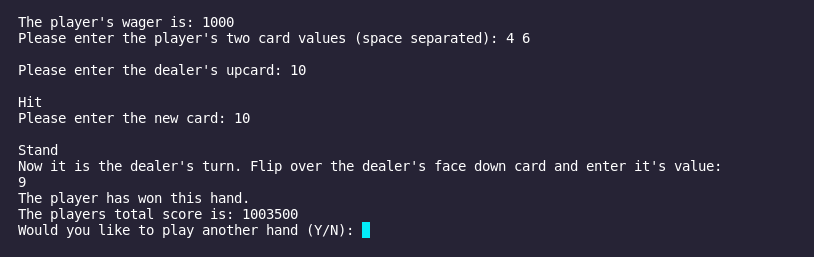 The player's wager is: 1000
Please enter the player's two card values (space separated): 4 6
Please enter the dealer's upcard: 10
Hit
Please enter the new card: 10
Stand
Now it is the dealer's turn. Flip over the dealer's face down card and enter it's value:
9
The player has won this hand.
The players total score is: 1003500
Would you like to play another hand (Y/N):